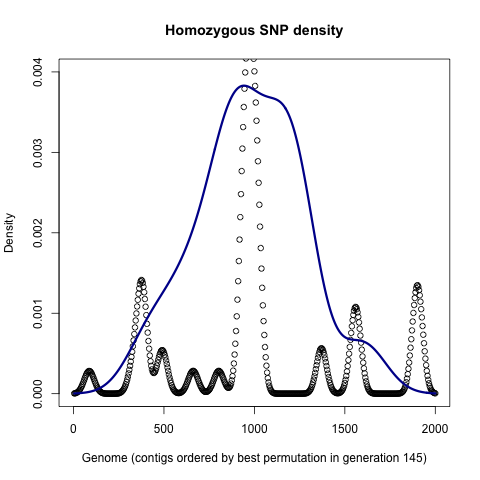 Homozygous SNP density
0.004
0.003
0.002
0.001
0.000
Density
0 500 1000 1500 2000
Genome (contigs ordered by best permutation in generation 145)